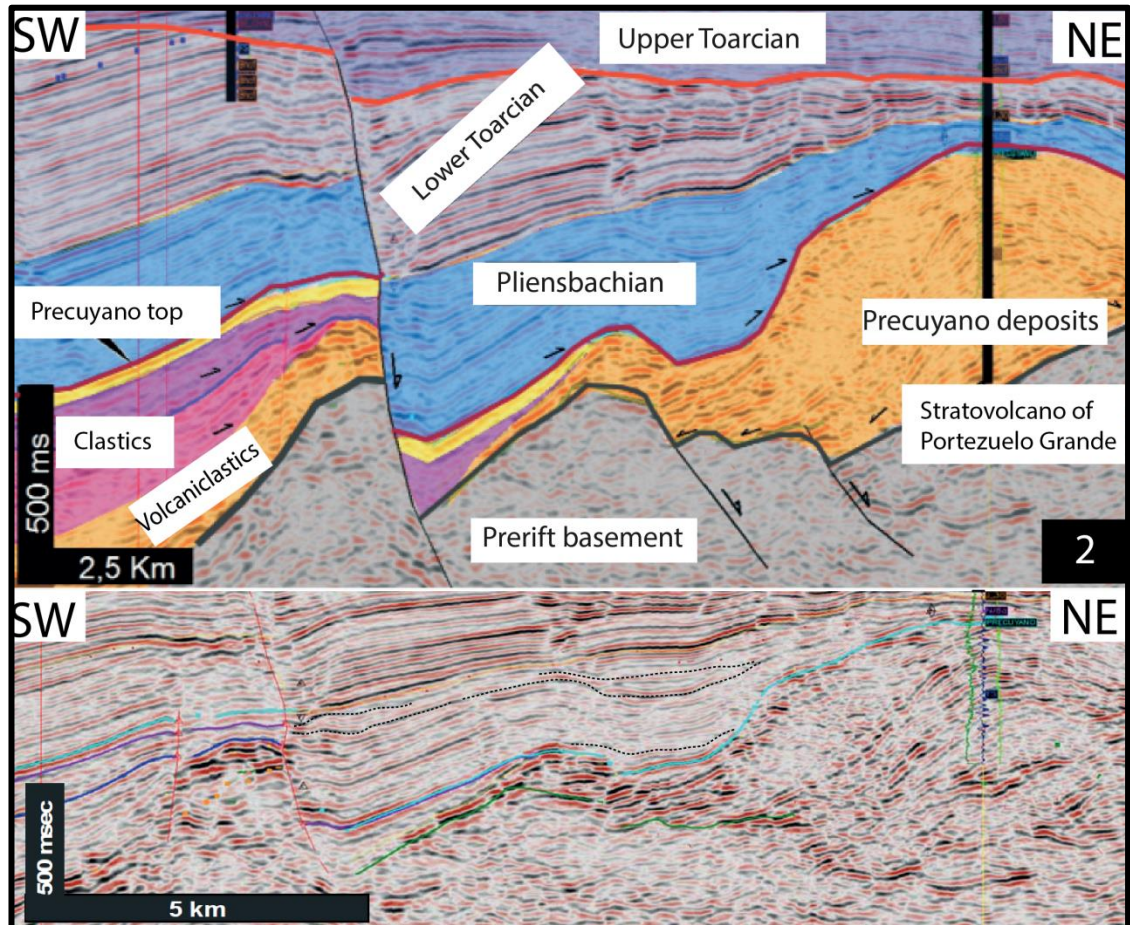 SW
NE
Upper Toarcian
Lower Toarcian
Pliensbachian
Precuyano top
Precuyano deposits
Clastics
Volcaniclastics
Stratovolcano of
Portezuelo Grande
Prerift basement
500 ms
2,5 Km
2
SW
NE
PRECUYANO
500 msec
5 km